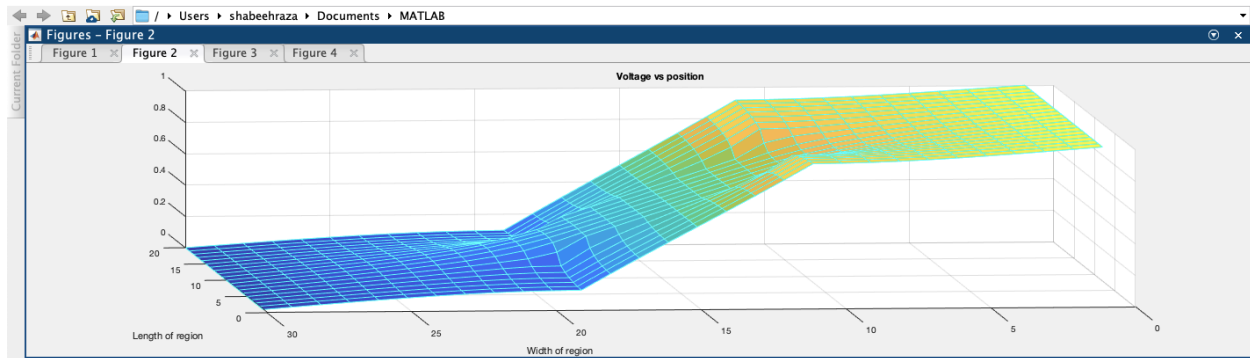 / ▸ Users ▸ shabeehraza ▸ Documents ▸ MATLAB
Current Folder
Figures – Figure 2
Figure 1 × Figure 2 × Figure 3 × Figure 4 ×
Voltage vs position
1
0.8
0.6
0.4
0.2
0
20
15
10
5
0
30
25
20
15
10
5
0
Length of region
Width of region